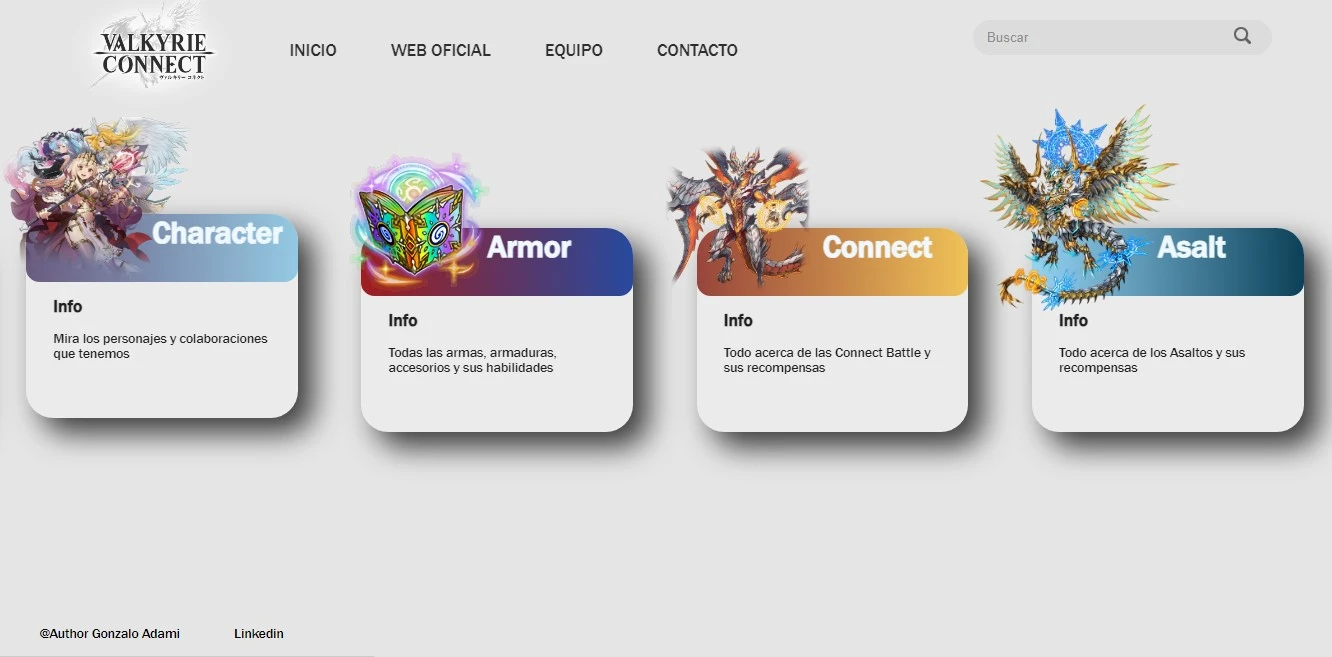 VALKYRIE
CONNECT
ヴァルキリー コネクト
INICIO
WEB OFICIAL
EQUIPO
CONTACTO
Buscar
Character
Info
Mira los personajes y colaboraciones
que tenemos
Armor
Info
Todas las armas, armaduras,
accesorios y sus habilidades
Connect
Info
Todo acerca de las Connect Battle y
sus recompensas
Asalt
Info
Todo acerca de los Asaltos y sus
recompensas
@Author Gonzalo Adami
Linkedin